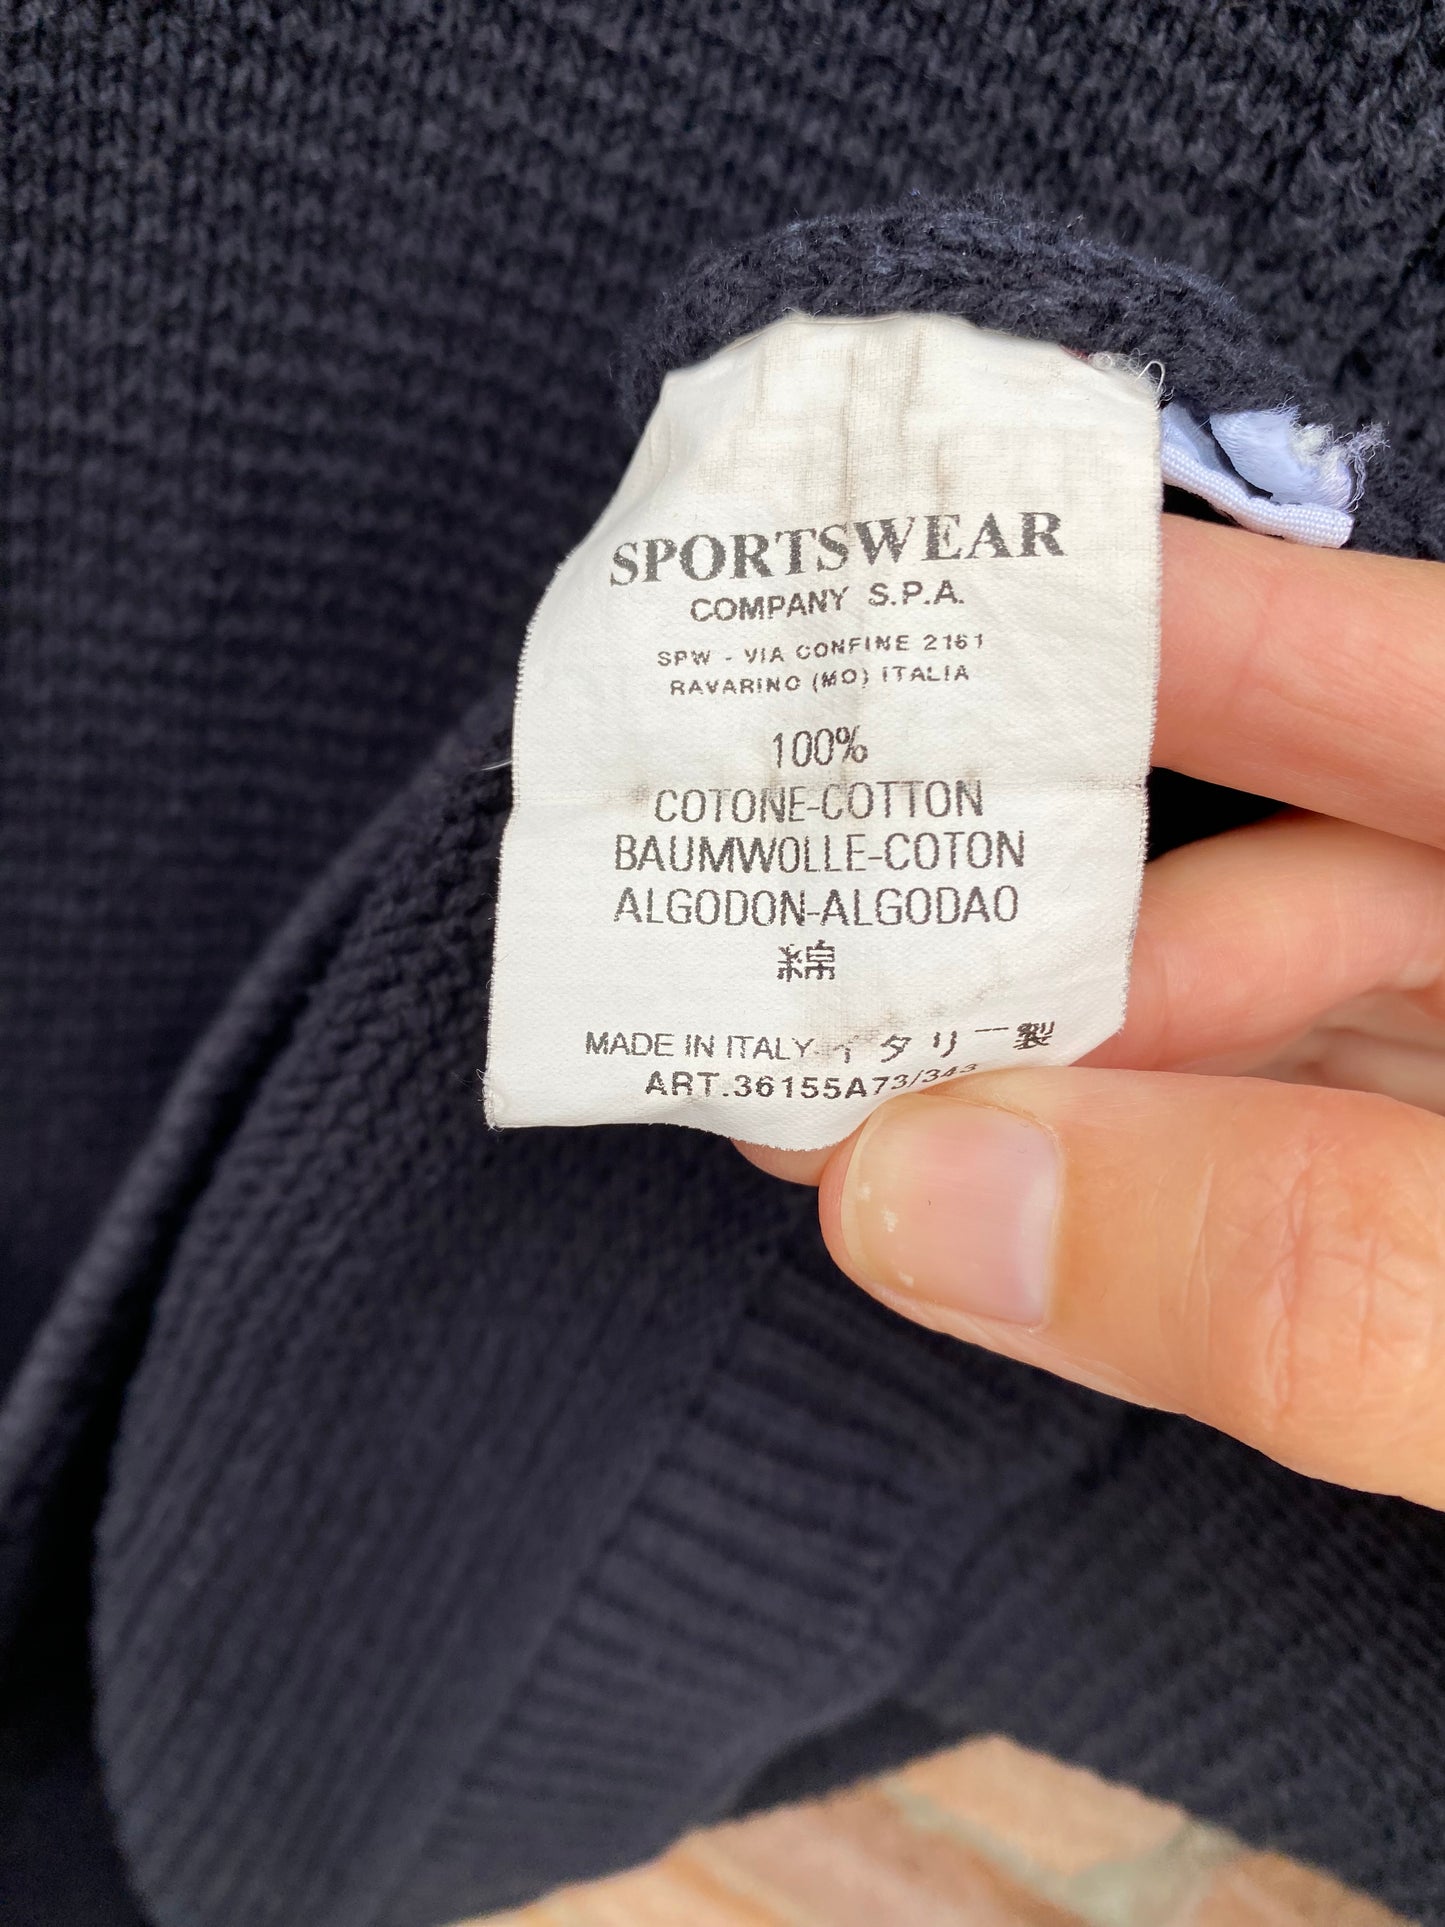 SPORTSWEAR
COMPANY S.P.A.
SPW - VIA CONFINE 2161
RAVARINO (MO) ITALIA
100%
COTONE-COTTON
BAUMWOLLE-COTON
ALGODON-ALGODAO
綿
MADE IN ITALY イタリー製
ART.36155A73/343